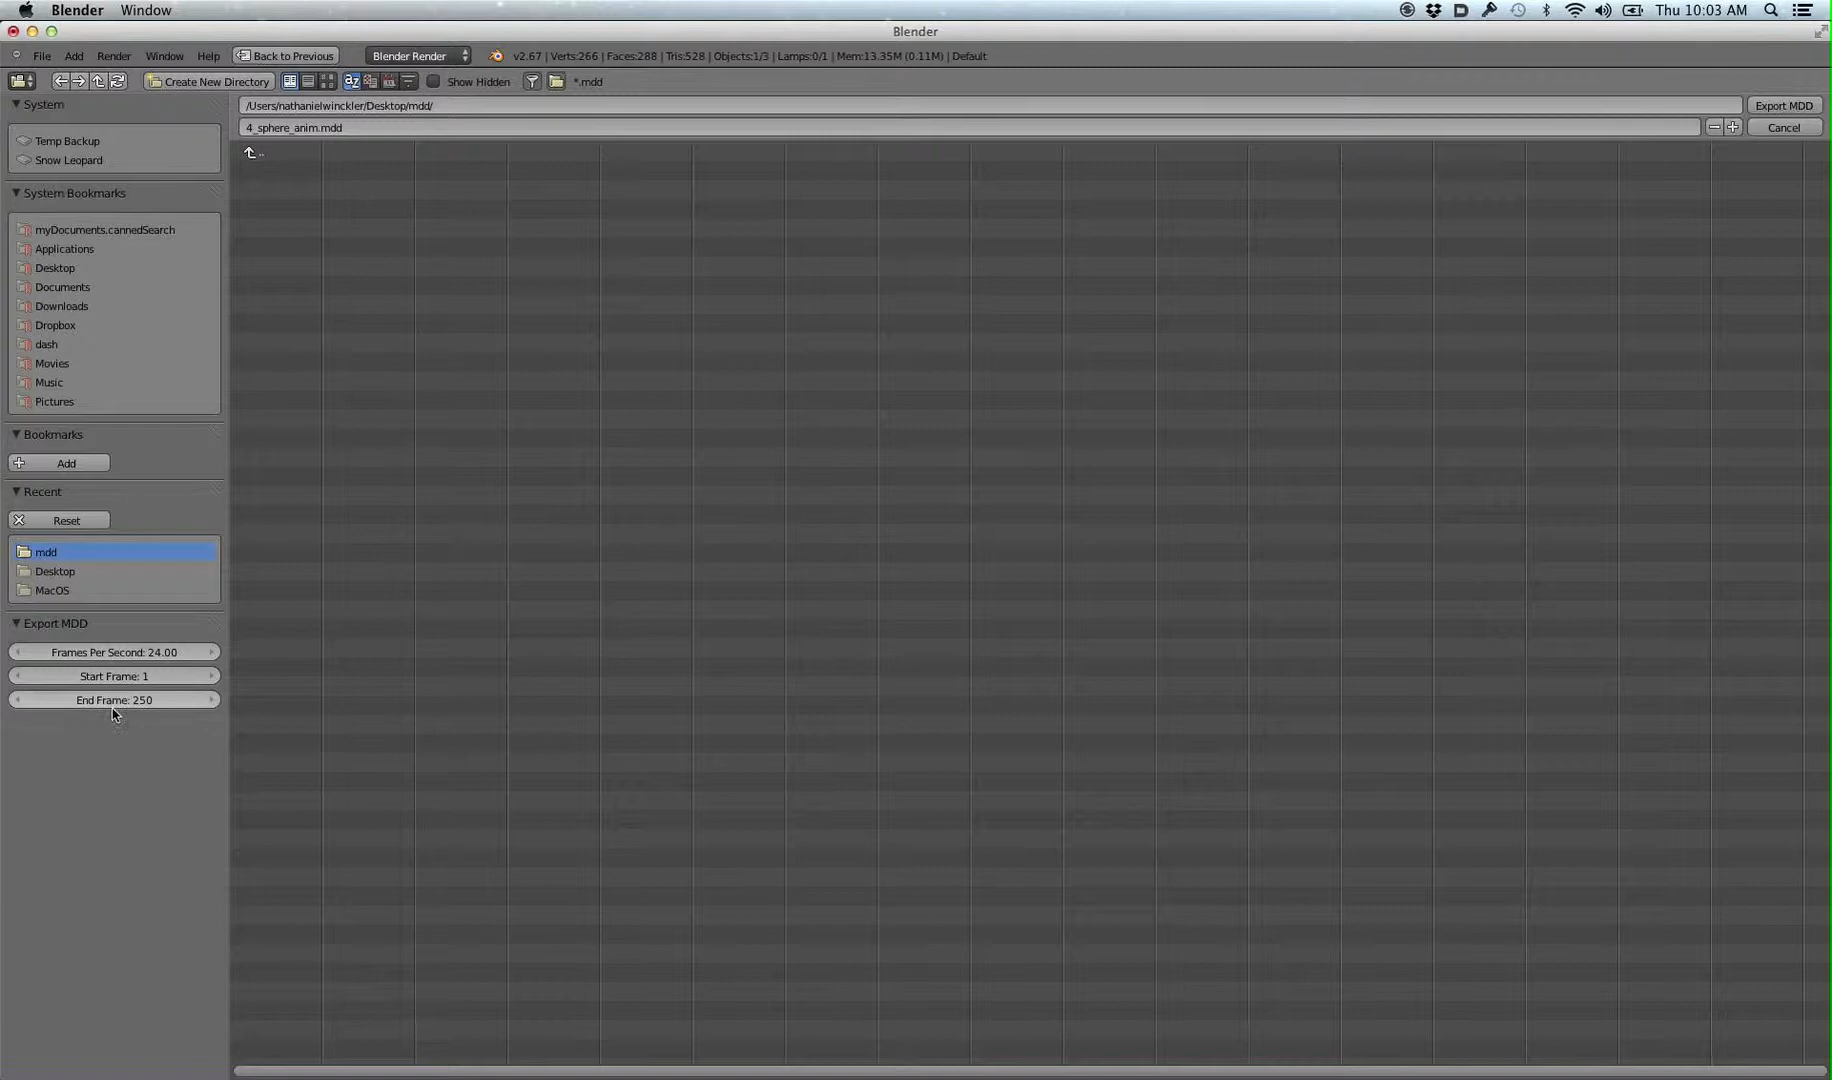 Blender Window Thu 10:03 AM
Blender
File Add Render Window Help Back to Previous Blender Render v2.67 | Verts:266 | Faces:288 | Tris:528 | Objects:1/3 | Lamps:0/1 | Mem:13.35M (0.11M) | Default
Create New Directory Show Hidden *.mdd
System
/Users/nathanielwinckler/Desktop/mdd/ Export MDD
4_sphere_anim.mdd Cancel
..
Temp Backup
Snow Leopard
System Bookmarks
myDocuments.cannedSearch
Applications
Desktop
Documents
Downloads
Dropbox
dash
Movies
Music
Pictures
Bookmarks
Add
Recent
Reset
mdd
Desktop
MacOS
Export MDD
Frames Per Second: 24.00
Start Frame: 1
End Frame: 250